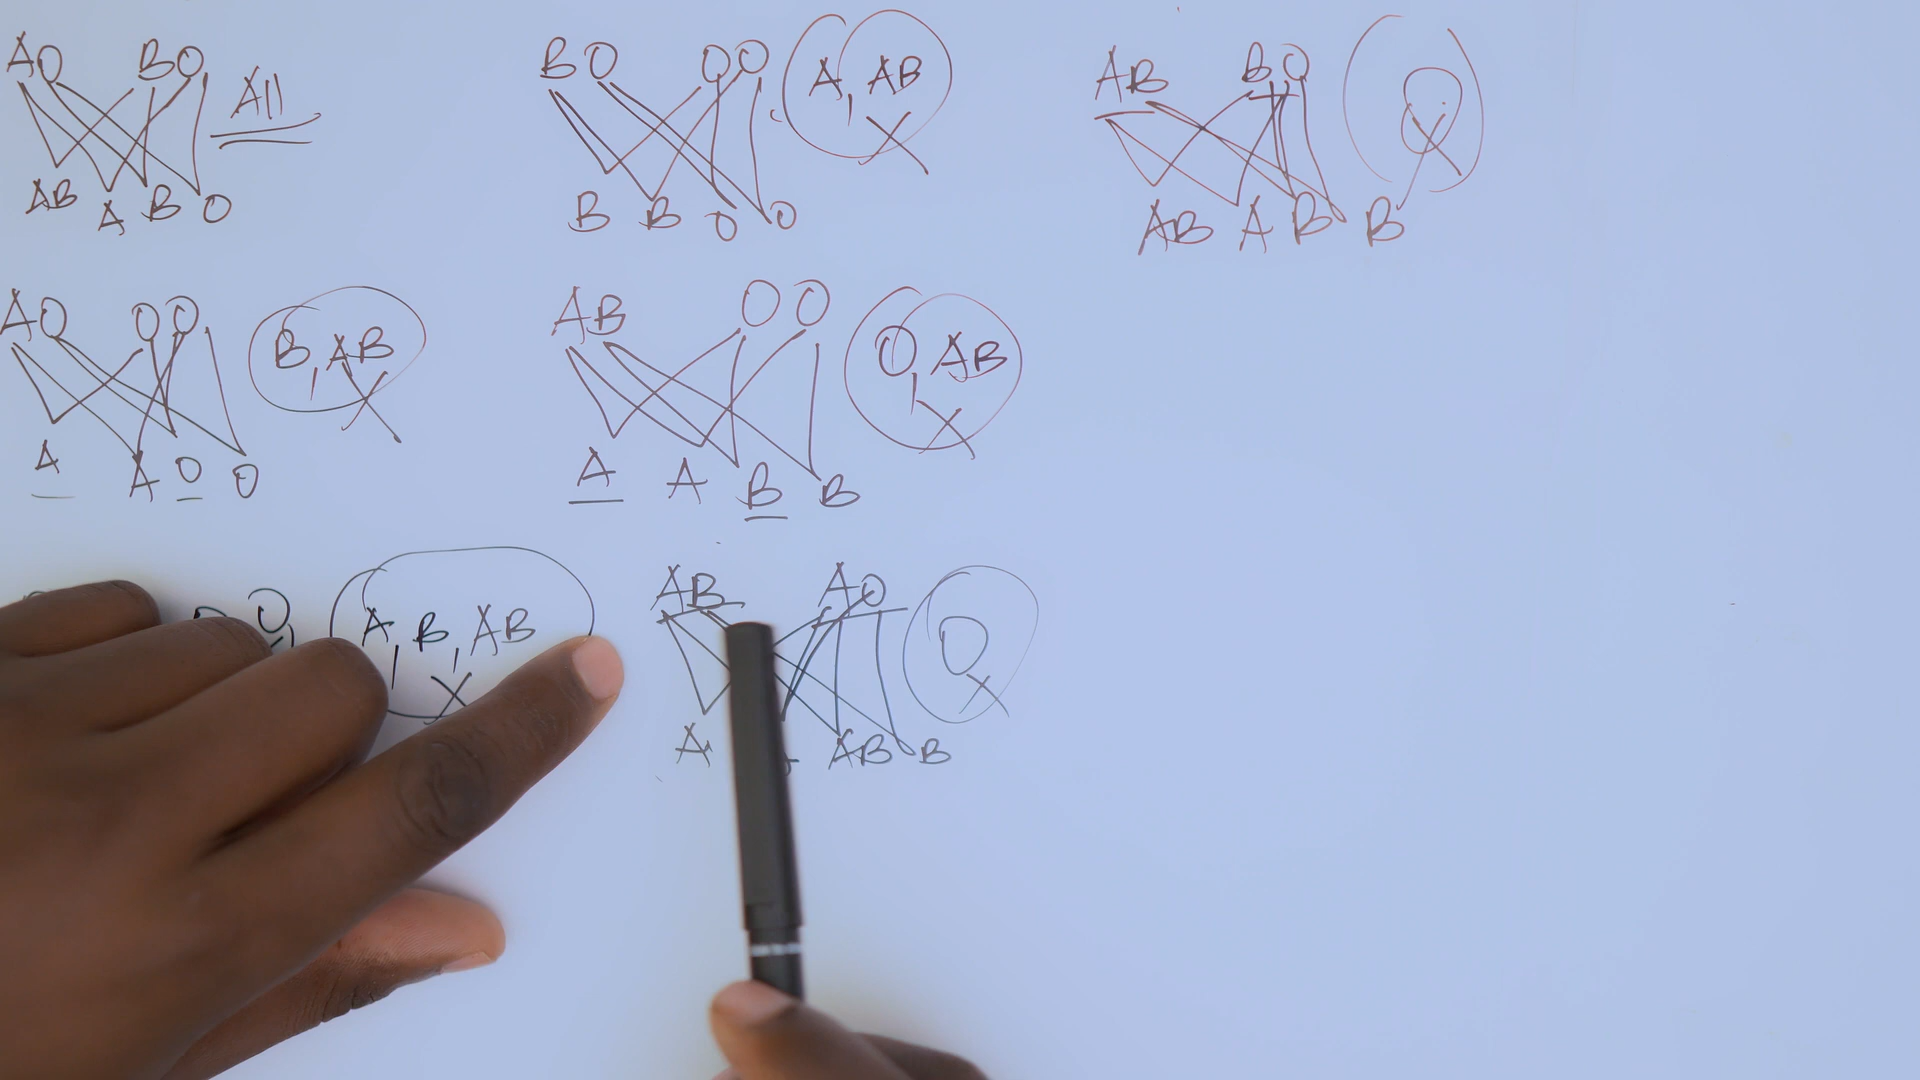 AO BO All
AB A B O
BO OO A, AB X
B B O O
AB BO O X
AB A B B
AO OO B, AB X
A A O O
AB OO O, AB X
A A B B
O A, B, AB X
AB AO O X
A AB B